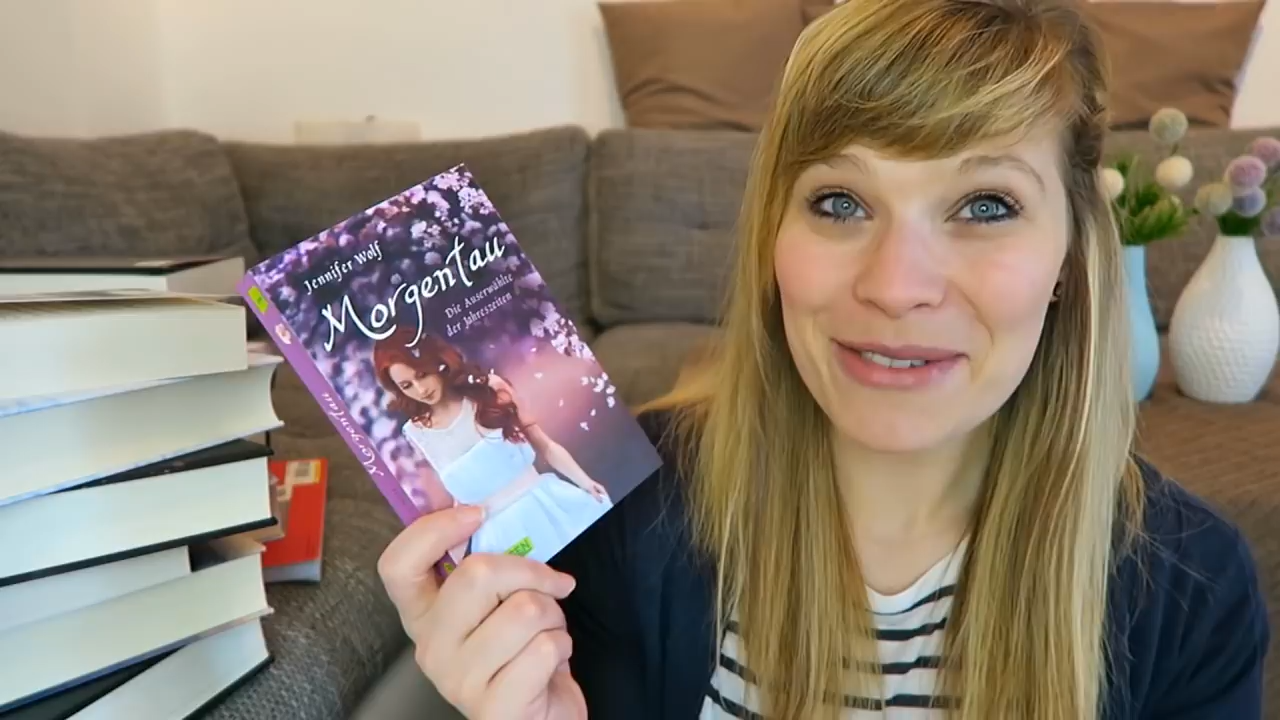 Jennifer Wolf
Morgentau
Die Auserwählte
der Jahreszeiten
Morgentau